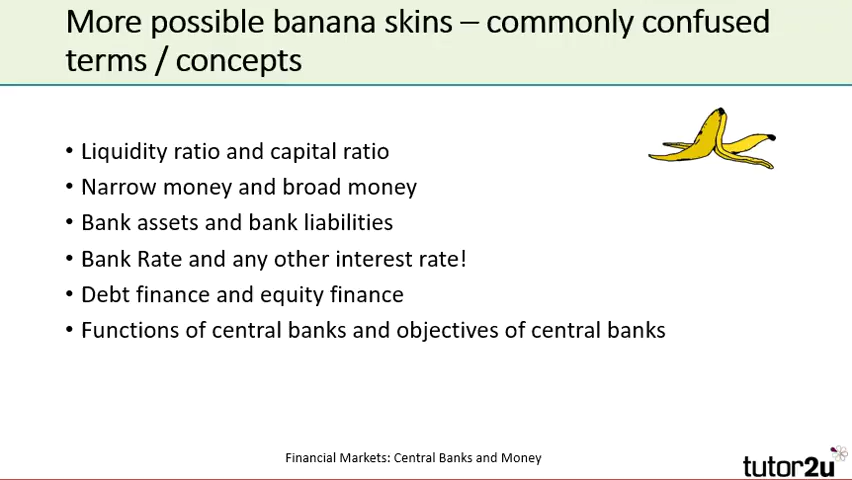 More possible banana skins – commonly confused
terms / concepts
• Liquidity ratio and capital ratio
• Narrow money and broad money
• Bank assets and bank liabilities
• Bank Rate and any other interest rate!
• Debt finance and equity finance
• Functions of central banks and objectives of central banks
Financial Markets: Central Banks and Money
tutor2u